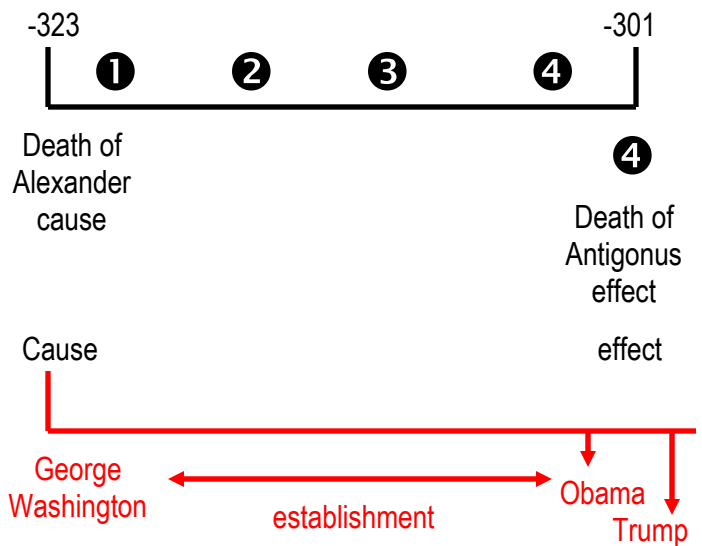 -323 -301
❶ ❷ ❸ ❹
Death of
Alexander
cause
❹
Death of
Antigonus
effect
Cause effect
George
Washington
establishment
Obama
Trump